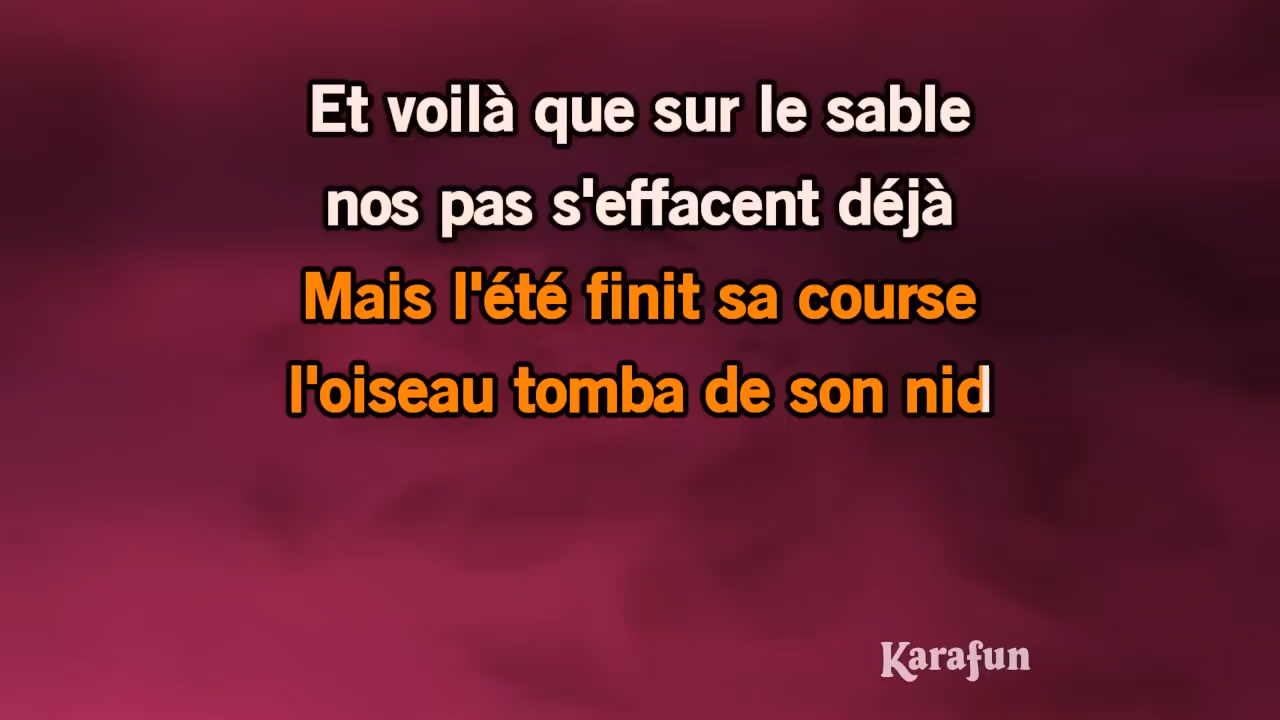 Et voilà que sur le sable
nos pas s'effacent déjà
Mais l'été finit sa course
l'oiseau tomba de son nid
Karafun